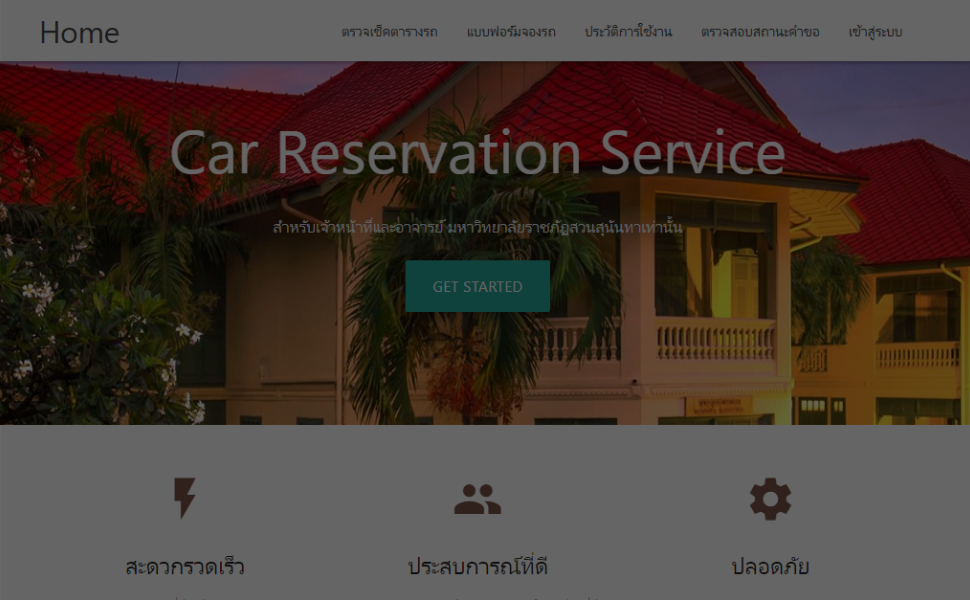 Home
ตรวจเช็คตารางรถ แบบฟอร์มจองรถ ประวัติการใช้งาน ตรวจสอบสถานะคำขอ เข้าสู่ระบบ
Car Reservation Service
สำหรับเจ้าหน้าที่และอาจารย์ มหาวิทยาลัยราชภัฏสวนสุนันทาเท่านั้น
GET STARTED
สะดวกรวดเร็ว ประสบการณ์ที่ดี ปลอดภัย